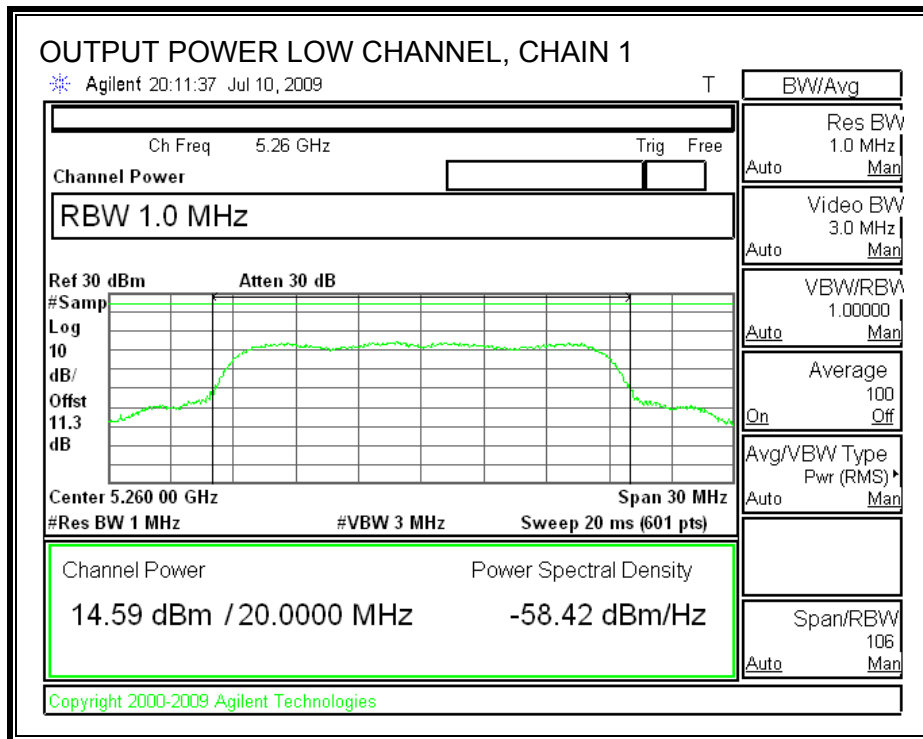 OUTPUT POWER LOW CHANNEL, CHAIN 1
Agilent 20:11:37 Jul 10, 2009 T
Ch Freq 5.26 GHz Trig Free
Channel Power
RBW 1.0 MHz
Ref 30 dBm Atten 30 dB
#Samp
Log
10
dB/
Offst
11.3
dB
Center 5.260 00 GHz Span 30 MHz
#Res BW 1 MHz #VBW 3 MHz Sweep 20 ms (601 pts)
Channel Power Power Spectral Density
14.59 dBm / 20.0000 MHz -58.42 dBm/Hz
Copyright 2000-2009 Agilent Technologies
BW/Avg
Res BW
1.0 MHz
Auto Man
Video BW
3.0 MHz
Auto Man
VBW/RBW
1.00000
Auto Man
Average
100
On Off
Avg/VBW Type
Pwr (RMS)
Auto Man
Span/RBW
106
Auto Man